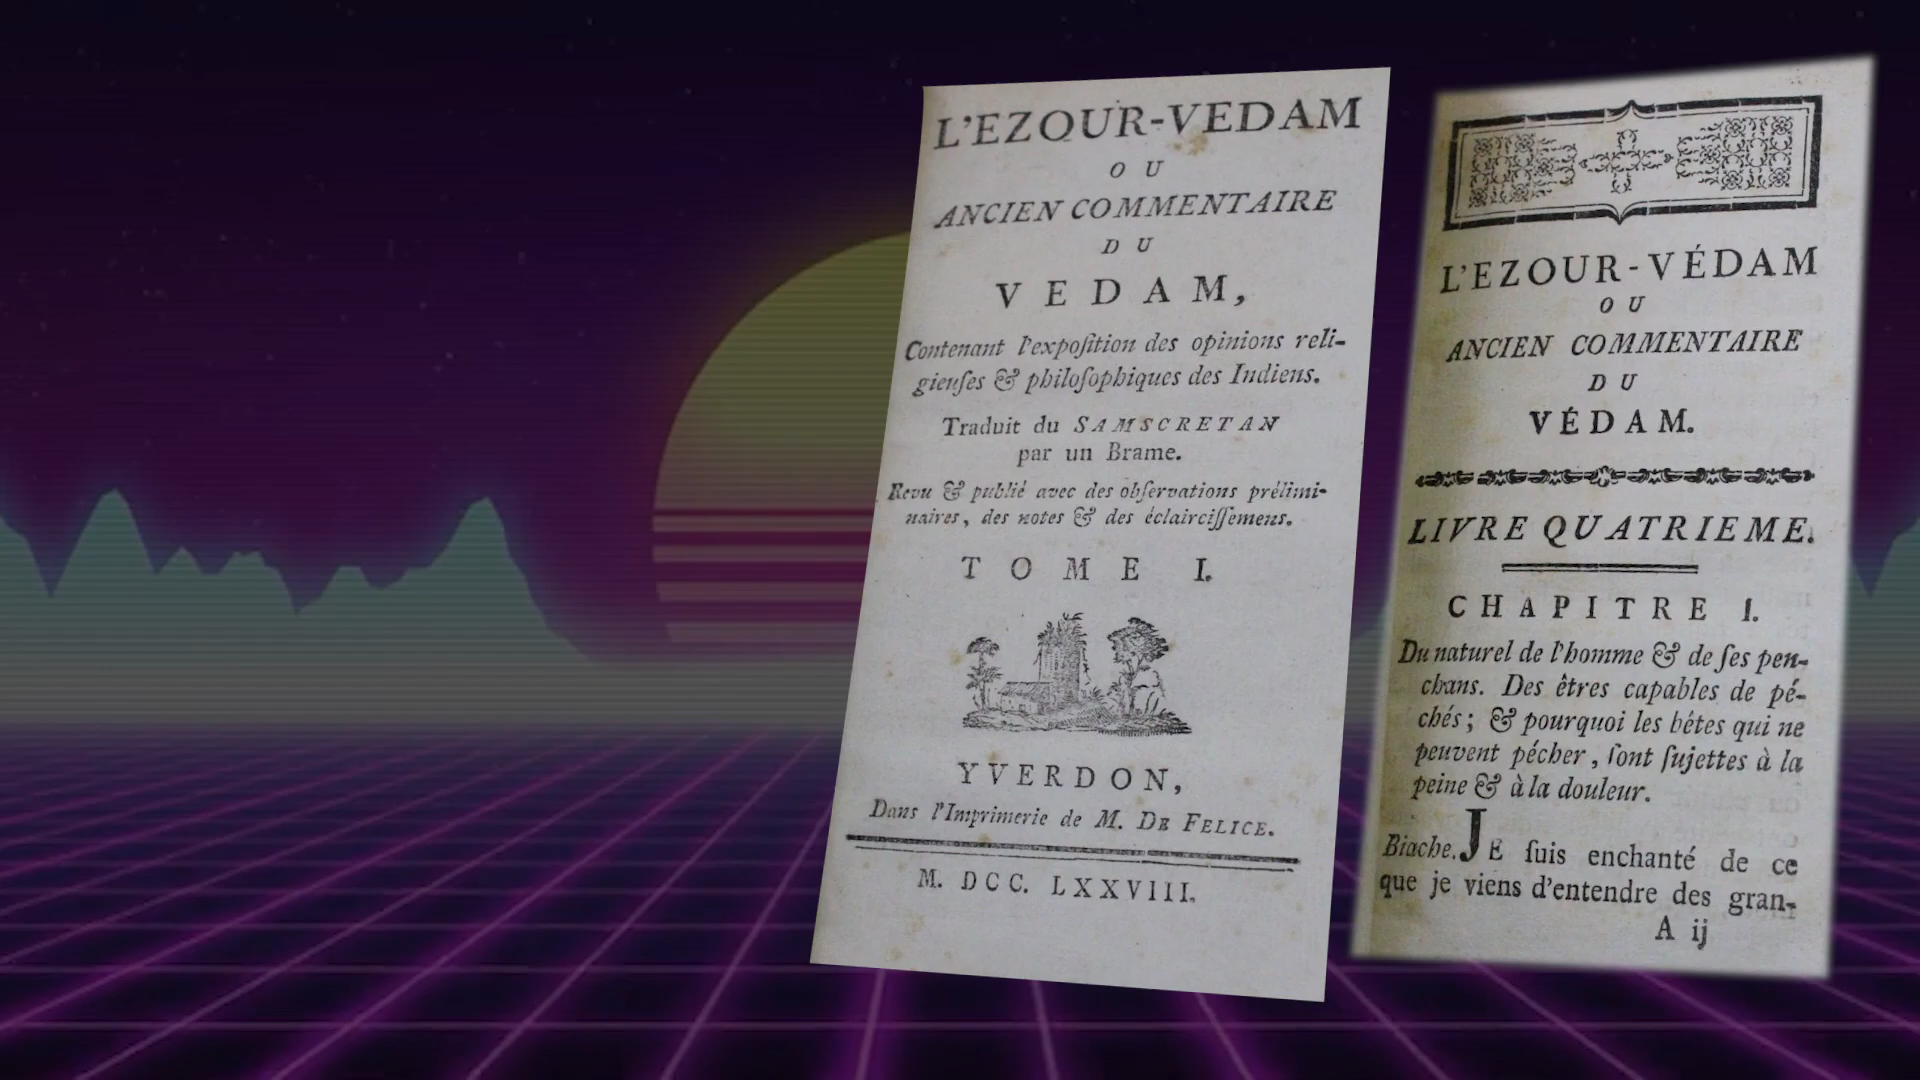 L'EZOUR-VEDAM
OU
ANCIEN COMMENTAIRE
DU
VEDAM,
Contenant l'expoſition des opinions reli-
gieuſes & philoſophiques des Indiens.
Traduit du SAMSCRETAN
par un Brame.
Revu & publié avec des obſervations prélimi-
naires, des notes & des éclairciſſemens.
TOME I.
YVERDON,
Dans l'Imprimerie de M. DE FELICE.
M. DCC. LXXVIII.
L'EZOUR-VÉDAM
OU
ANCIEN COMMENTAIRE
DU
VÉDAM.
LIVRE QUATRIEME.
CHAPITRE I.
Du naturel de l'homme & de ſes pen-
chans. Des êtres capables de pé-
chés; & pourquoi les bêtes qui ne
peuvent pécher, ſont ſujettes à la
peine & à la douleur.
Biache. JE ſuis enchanté de ce
que je viens d'entendre des gran-
A ij